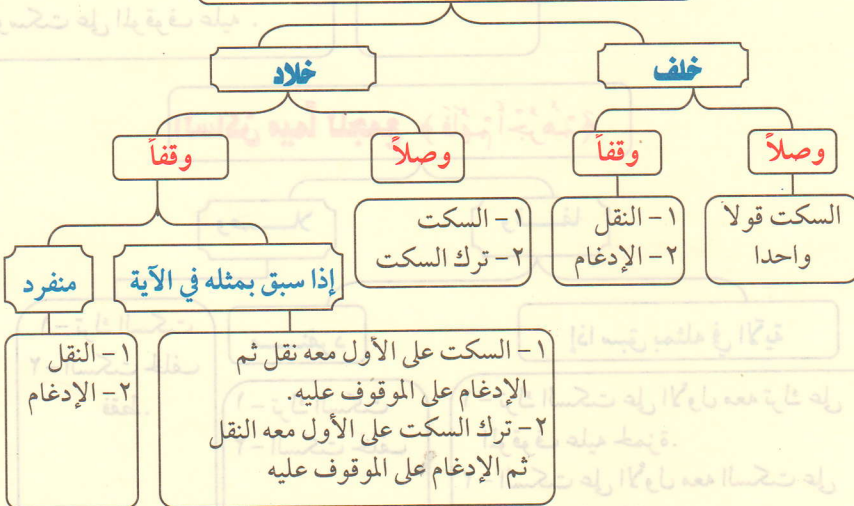 خلف
خلاد
وصلاً
وقفاً
وصلاً
وقفاً
السكت قولا
واحدا
١- النقل
٢- الإدغام
١- السكت
٢- ترك السكت
إذا سبق بمثله في الآية
منفرد
١- السكت على الأول معه نقل ثم
الإدغام على الموقوف عليه.
٢- ترك السكت على الأول معه النقل
ثم الإدغام على الموقوف عليه
١- النقل
٢- الإدغام